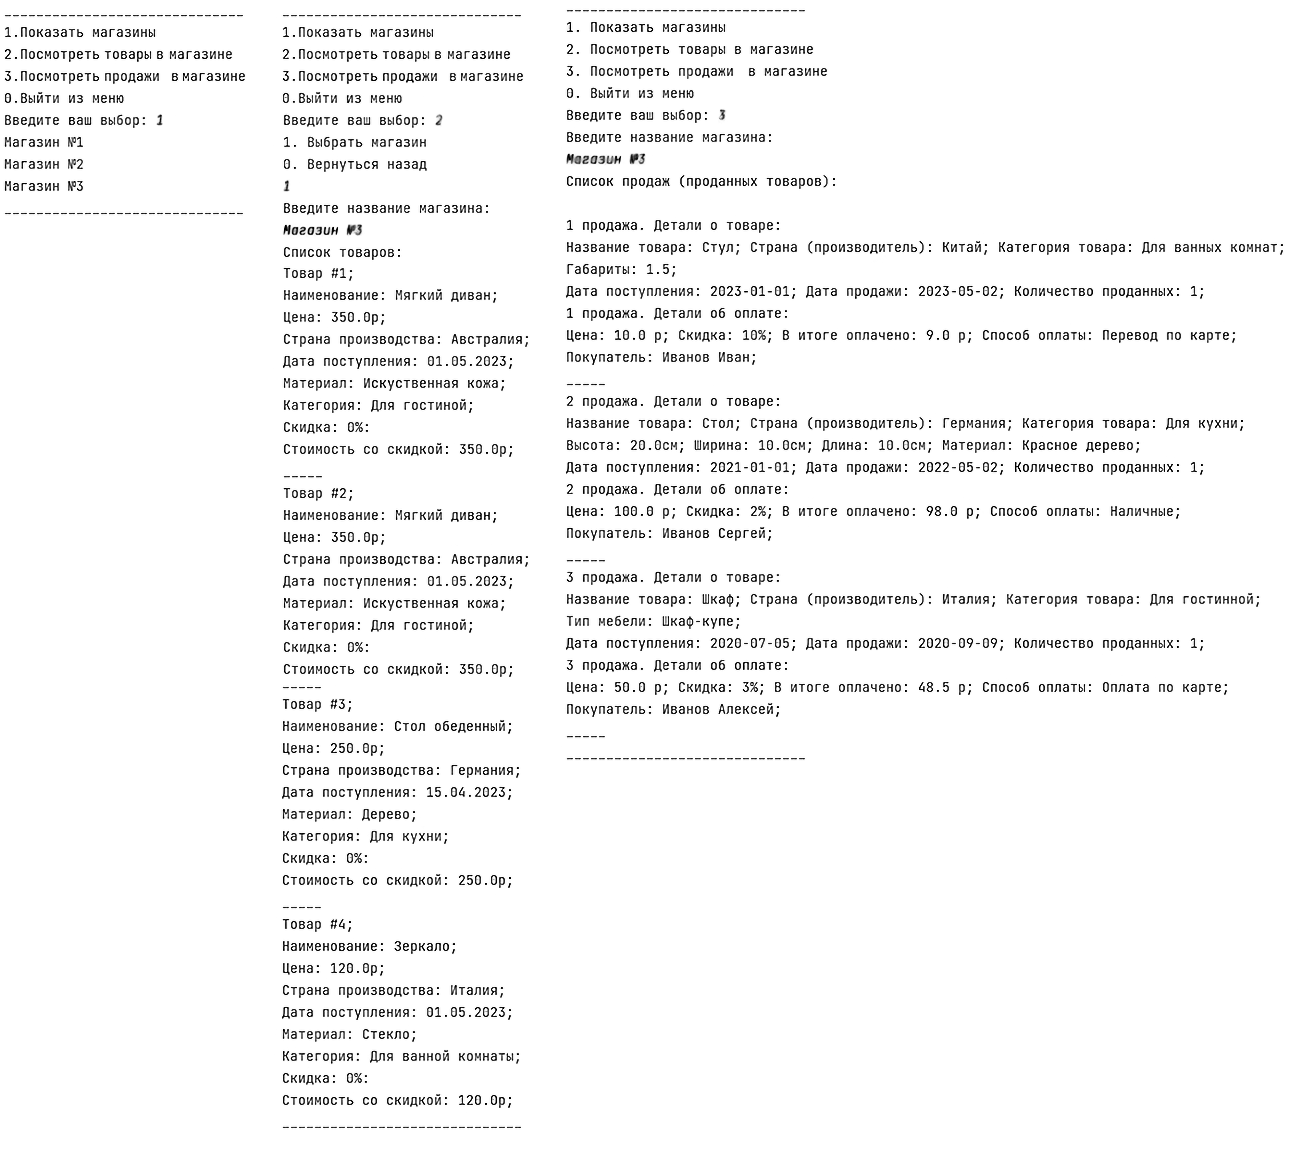 ______________________________
1.Показать магазины
2.Посмотреть товары в магазине
3.Посмотреть продажи  в магазине
0.Выйти из меню
Введите ваш выбор: 1
Магазин №1
Магазин №2
Магазин №3
______________________________
______________________________
1.Показать магазины
2.Посмотреть товары в магазине
3.Посмотреть продажи  в магазине
0.Выйти из меню
Введите ваш выбор: 2
1. Выбрать магазин
0. Вернуться назад
1
Введите название магазина:
Магазин №3
Список товаров:
Товар #1;
Наименование: Мягкий диван;
Цена: 350.0р;
Страна производства: Австралия;
Дата поступления: 01.05.2023;
Материал: Искуственная кожа;
Категория: Для гостиной;
Скидка: 0%:
Стоимость со скидкой: 350.0р;
_____
Товар #2;
Наименование: Мягкий диван;
Цена: 350.0р;
Страна производства: Австралия;
Дата поступления: 01.05.2023;
Материал: Искуственная кожа;
Категория: Для гостиной;
Скидка: 0%:
Стоимость со скидкой: 350.0р;
_____
Товар #3;
Наименование: Стол обеденный;
Цена: 250.0р;
Страна производства: Германия;
Дата поступления: 15.04.2023;
Материал: Дерево;
Категория: Для кухни;
Скидка: 0%:
Стоимость со скидкой: 250.0р;
_____
Товар #4;
Наименование: Зеркало;
Цена: 120.0р;
Страна производства: Италия;
Дата поступления: 01.05.2023;
Материал: Стекло;
Категория: Для ванной комнаты;
Скидка: 0%:
Стоимость со скидкой: 120.0р;
______________________________
______________________________
1. Показать магазины
2. Посмотреть товары в магазине
3. Посмотреть продажи  в магазине
0. Выйти из меню
Введите ваш выбор: 3
Введите название магазина:
Магазин №3
Список продаж (проданных товаров):
1 продажа. Детали о товаре:
Название товара: Стул; Страна (производитель): Китай; Категория товара: Для ванных комнат;
Габариты: 1.5;
Дата поступления: 2023-01-01; Дата продажи: 2023-05-02; Количество проданных: 1;
1 продажа. Детали об оплате:
Цена: 10.0 р; Скидка: 10%; В итоге оплачено: 9.0 р; Способ оплаты: Перевод по карте;
Покупатель: Иванов Иван;
_____
2 продажа. Детали о товаре:
Название товара: Стол; Страна (производитель): Германия; Категория товара: Для кухни;
Высота: 20.0см; Ширина: 10.0см; Длина: 10.0см; Материал: Красное дерево;
Дата поступления: 2021-01-01; Дата продажи: 2022-05-02; Количество проданных: 1;
2 продажа. Детали об оплате:
Цена: 100.0 р; Скидка: 2%; В итоге оплачено: 98.0 р; Способ оплаты: Наличные;
Покупатель: Иванов Сергей;
_____
3 продажа. Детали о товаре:
Название товара: Шкаф; Страна (производитель): Италия; Категория товара: Для гостинной;
Тип мебели: Шкаф-купе;
Дата поступления: 2020-07-05; Дата продажи: 2020-09-09; Количество проданных: 1;
3 продажа. Детали об оплате:
Цена: 50.0 р; Скидка: 3%; В итоге оплачено: 48.5 р; Способ оплаты: Оплата по карте;
Покупатель: Иванов Алексей;
_____
______________________________